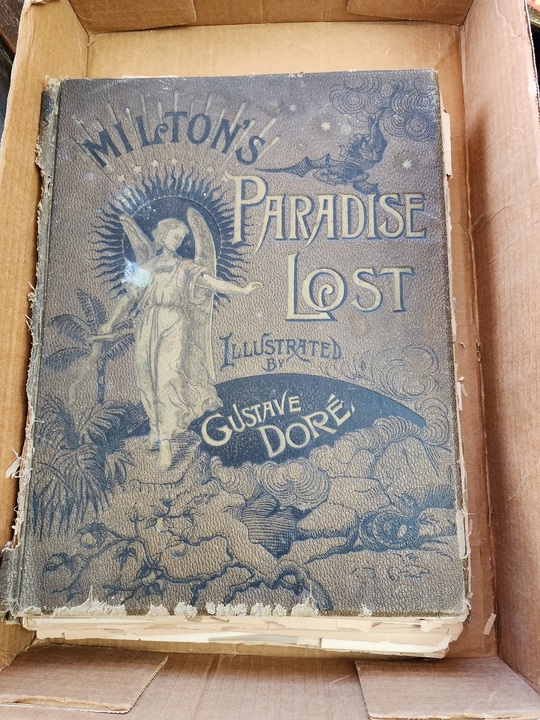 MILTON'S
PARADISE
LOST
ILLUSTRATED
BY
GUSTAVE
DORÉ.